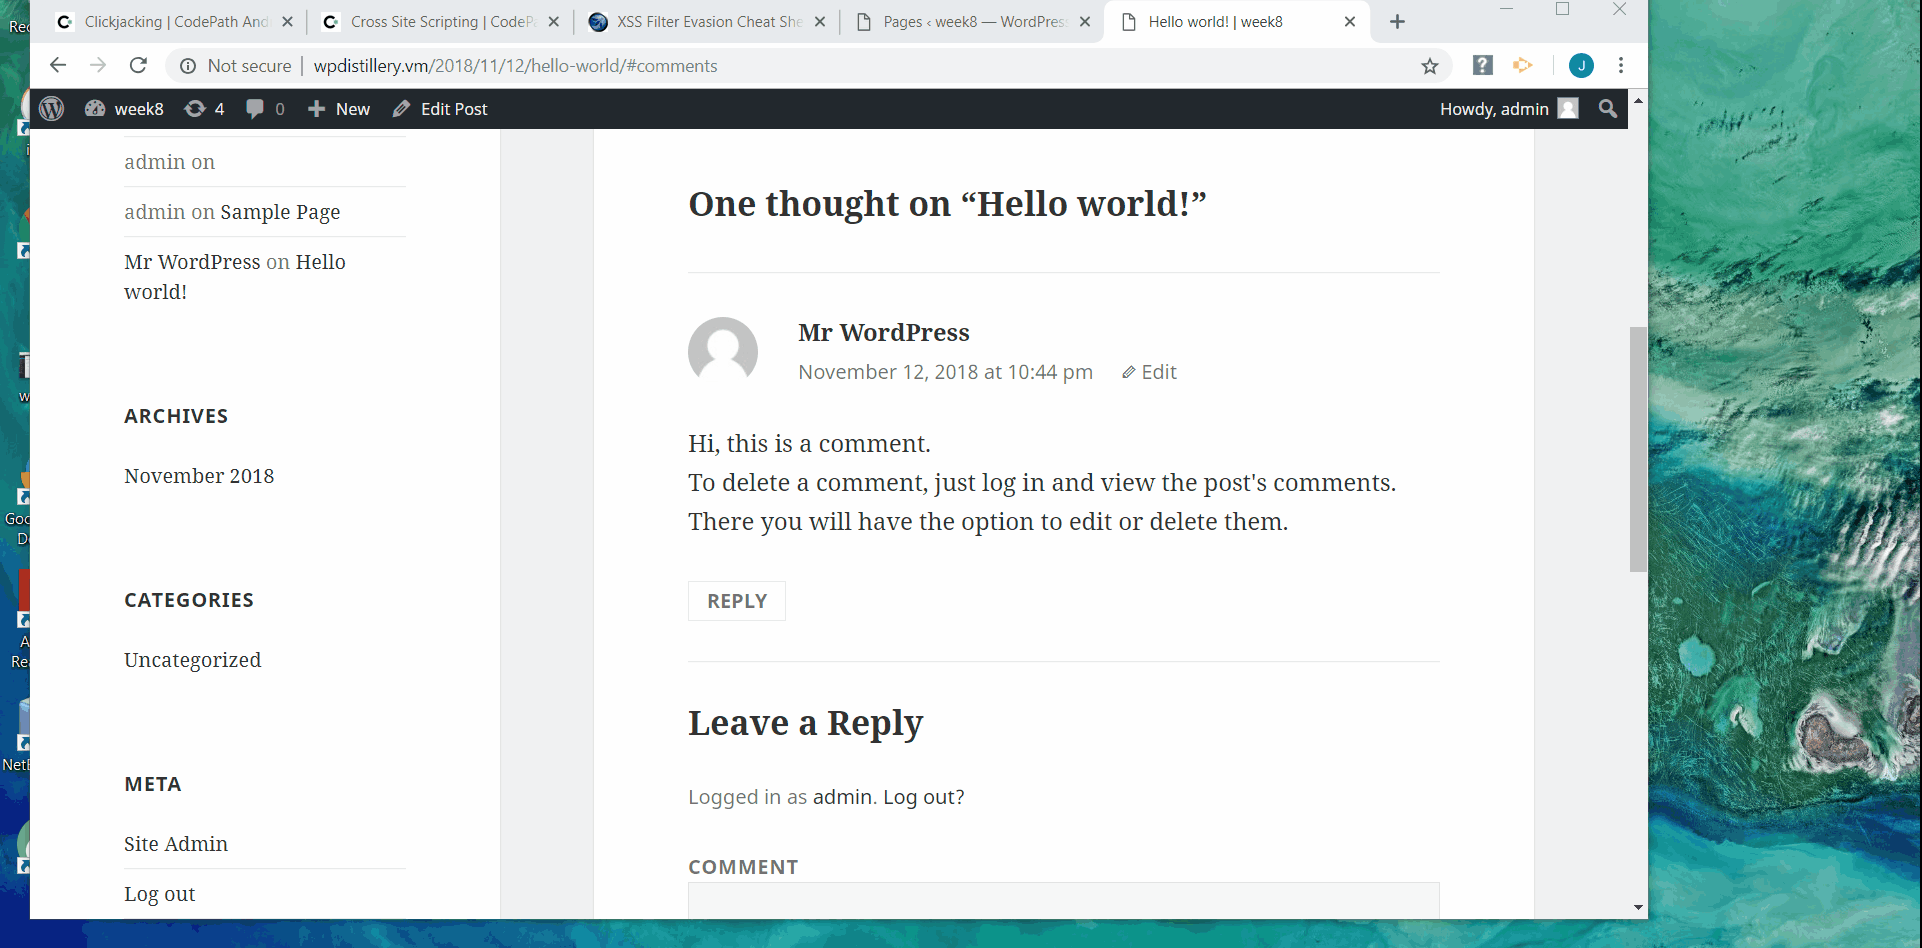 Clickjacking | CodePath And
Cross Site Scripting | CodeP
XSS Filter Evasion Cheat She
Pages ‹ week8 — WordPress
Hello world! | week8
Not secure | wpdistillery.vm/2018/11/12/hello-world/#comments
J
week8 4 0 New Edit Post
Howdy, admin
admin on
admin on Sample Page
Mr WordPress on Hello
world!
ARCHIVES
November 2018
CATEGORIES
Uncategorized
META
Site Admin
Log out
One thought on “Hello world!”
Mr WordPress
November 12, 2018 at 10:44 pm Edit
Hi, this is a comment.
To delete a comment, just log in and view the post's comments.
There you will have the option to edit or delete them.
REPLY
Leave a Reply
Logged in as admin. Log out?
COMMENT
Rec
Goo
D
A
Rea
Net